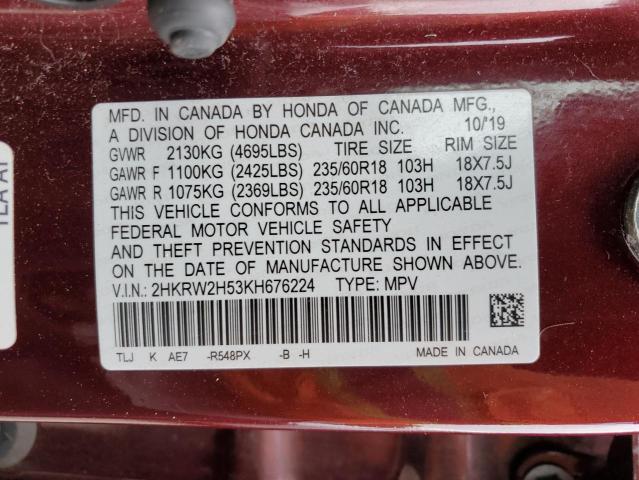 MFD. IN CANADA BY HONDA OF CANADA MFG.,
A DIVISION OF HONDA CANADA INC. 10/'19
GVWR 2130KG (4695LBS) TIRE SIZE RIM SIZE
GAWR F 1100KG (2425LBS) 235/60R18 103H 18X7.5J
GAWR R 1075KG (2369LBS) 235/60R18 103H 18X7.5J
THIS VEHICLE CONFORMS TO ALL APPLICABLE
FEDERAL MOTOR VEHICLE SAFETY
AND THEFT PREVENTION STANDARDS IN EFFECT
ON THE DATE OF MANUFACTURE SHOWN ABOVE.
V.I.N.: 2HKRW2H53KH676224 TYPE: MPV
TLJ K AE7 -R548PX -B -H MADE IN CANADA